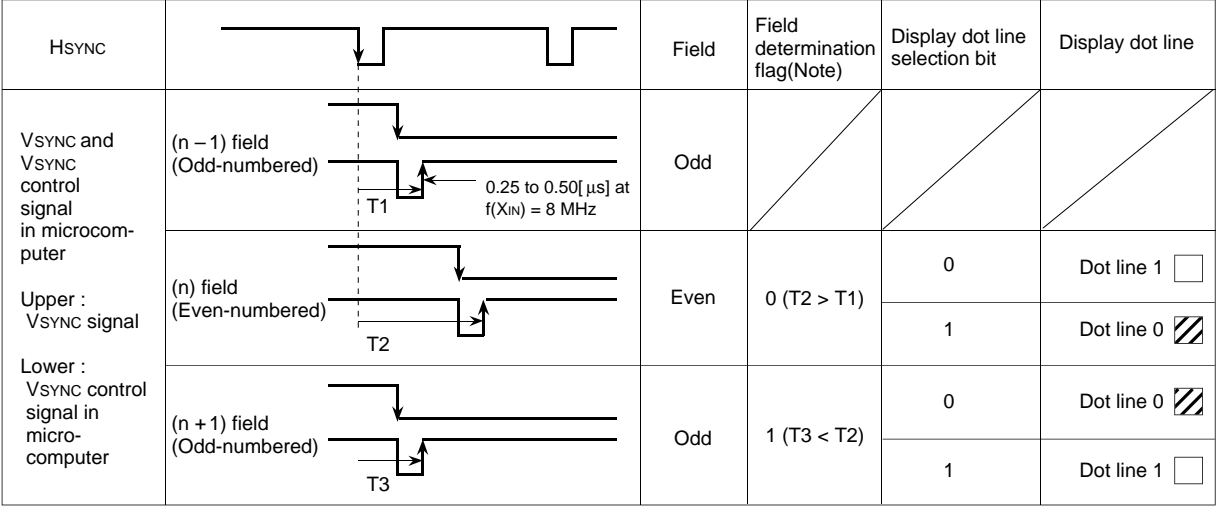 HSYNC
Field
Field
determination
flag(Note)
Display dot line
selection bit
Display dot line
VSYNC and
VSYNC
control
signal
in microcom-
puter
Upper :
VSYNC signal
Lower :
VSYNC control
signal in
micro-
computer
(n – 1) field
(Odd-numbered)
T1
0.25 to 0.50[ µs] at
f(XIN) = 8 MHz
Odd
(n) field
(Even-numbered)
T2
Even
0 (T2 > T1)
0
Dot line 1
1
Dot line 0
(n + 1) field
(Odd-numbered)
T3
Odd
1 (T3 < T2)
0
Dot line 0
1
Dot line 1